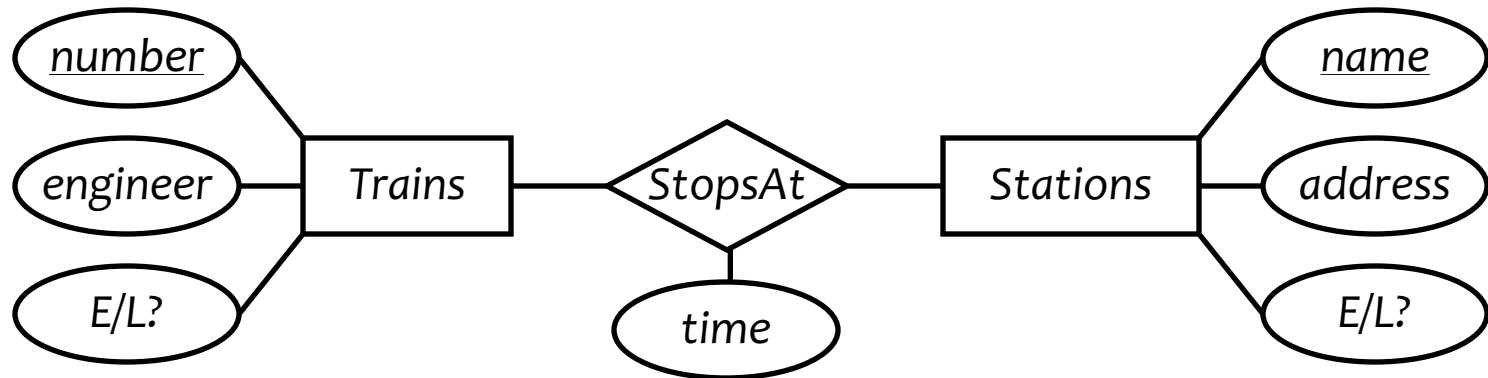 number
name
engineer
Trains
StopsAt
Stations
address
E/L?
time
E/L?